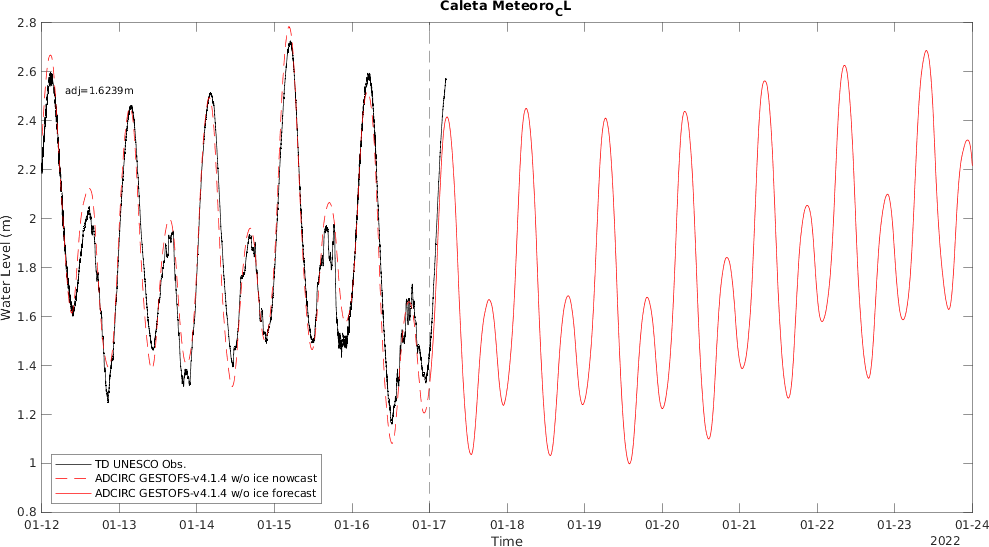 Caleta Meteoro_CL
2.8
2.6
2.4
2.2
2
1.8
1.6
1.4
1.2
1
0.8
Water Level (m)
adj=1.6239m
TD UNESCO Obs.
ADCIRC GESTOFS-v4.1.4 w/o ice nowcast
ADCIRC GESTOFS-v4.1.4 w/o ice forecast
01-12 01-13 01-14 01-15 01-16 01-17 01-18 01-19 01-20 01-21 01-22 01-23 01-24
Time
2022